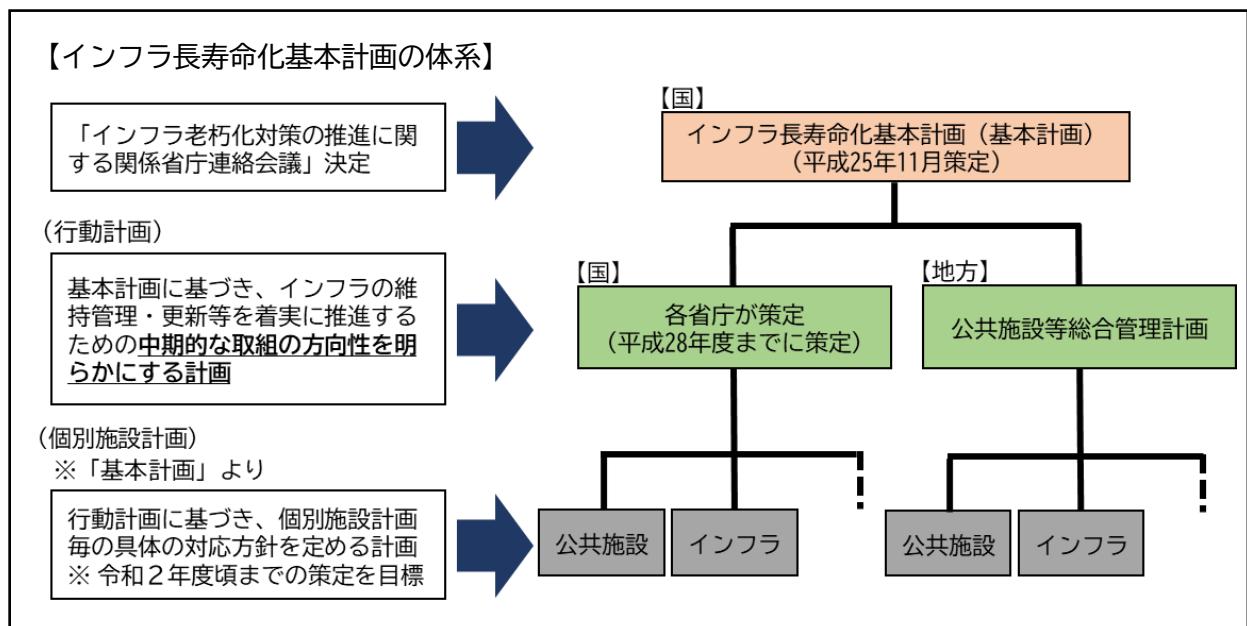 【インフラ長寿命化基本計画の体系】
「インフラ老朽化対策の推進に関
する関係省庁連絡会議」決定
【国】
インフラ長寿命化基本計画（基本計画）
（平成25年11月策定）
（行動計画）
基本計画に基づき、インフラの維
持管理・更新等を着実に推進する
ための中期的な取組の方向性を明
らかにする計画
【国】
各省庁が策定
（平成28年度までに策定）
【地方】
公共施設等総合管理計画
（個別施設計画）
※「基本計画」より
行動計画に基づき、個別施設計画
毎の具体の対応方針を定める計画
※ 令和２年度頃までの策定を目標
公共施設
インフラ
公共施設
インフラ